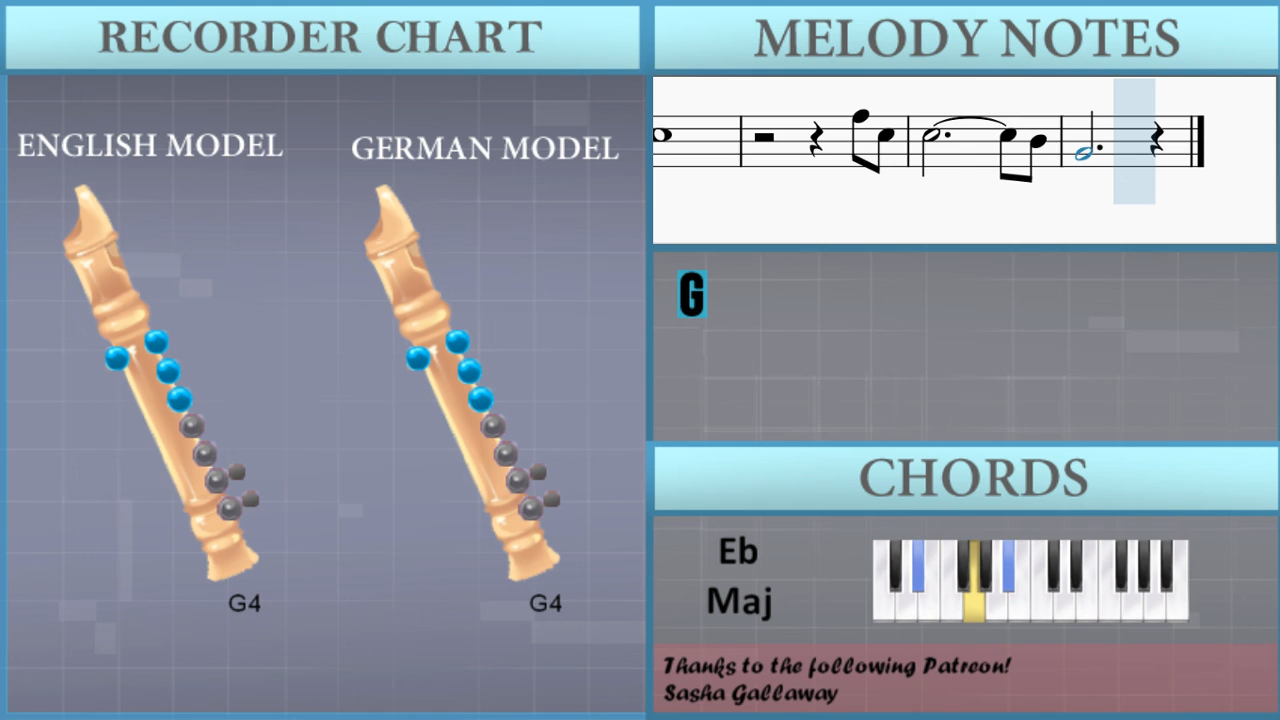 RECORDER CHART
ENGLISH MODEL
GERMAN MODEL
G4
G4
MELODY NOTES
G
CHORDS
Eb
Maj
Thanks to the following Patreon!
Sasha Gallaway